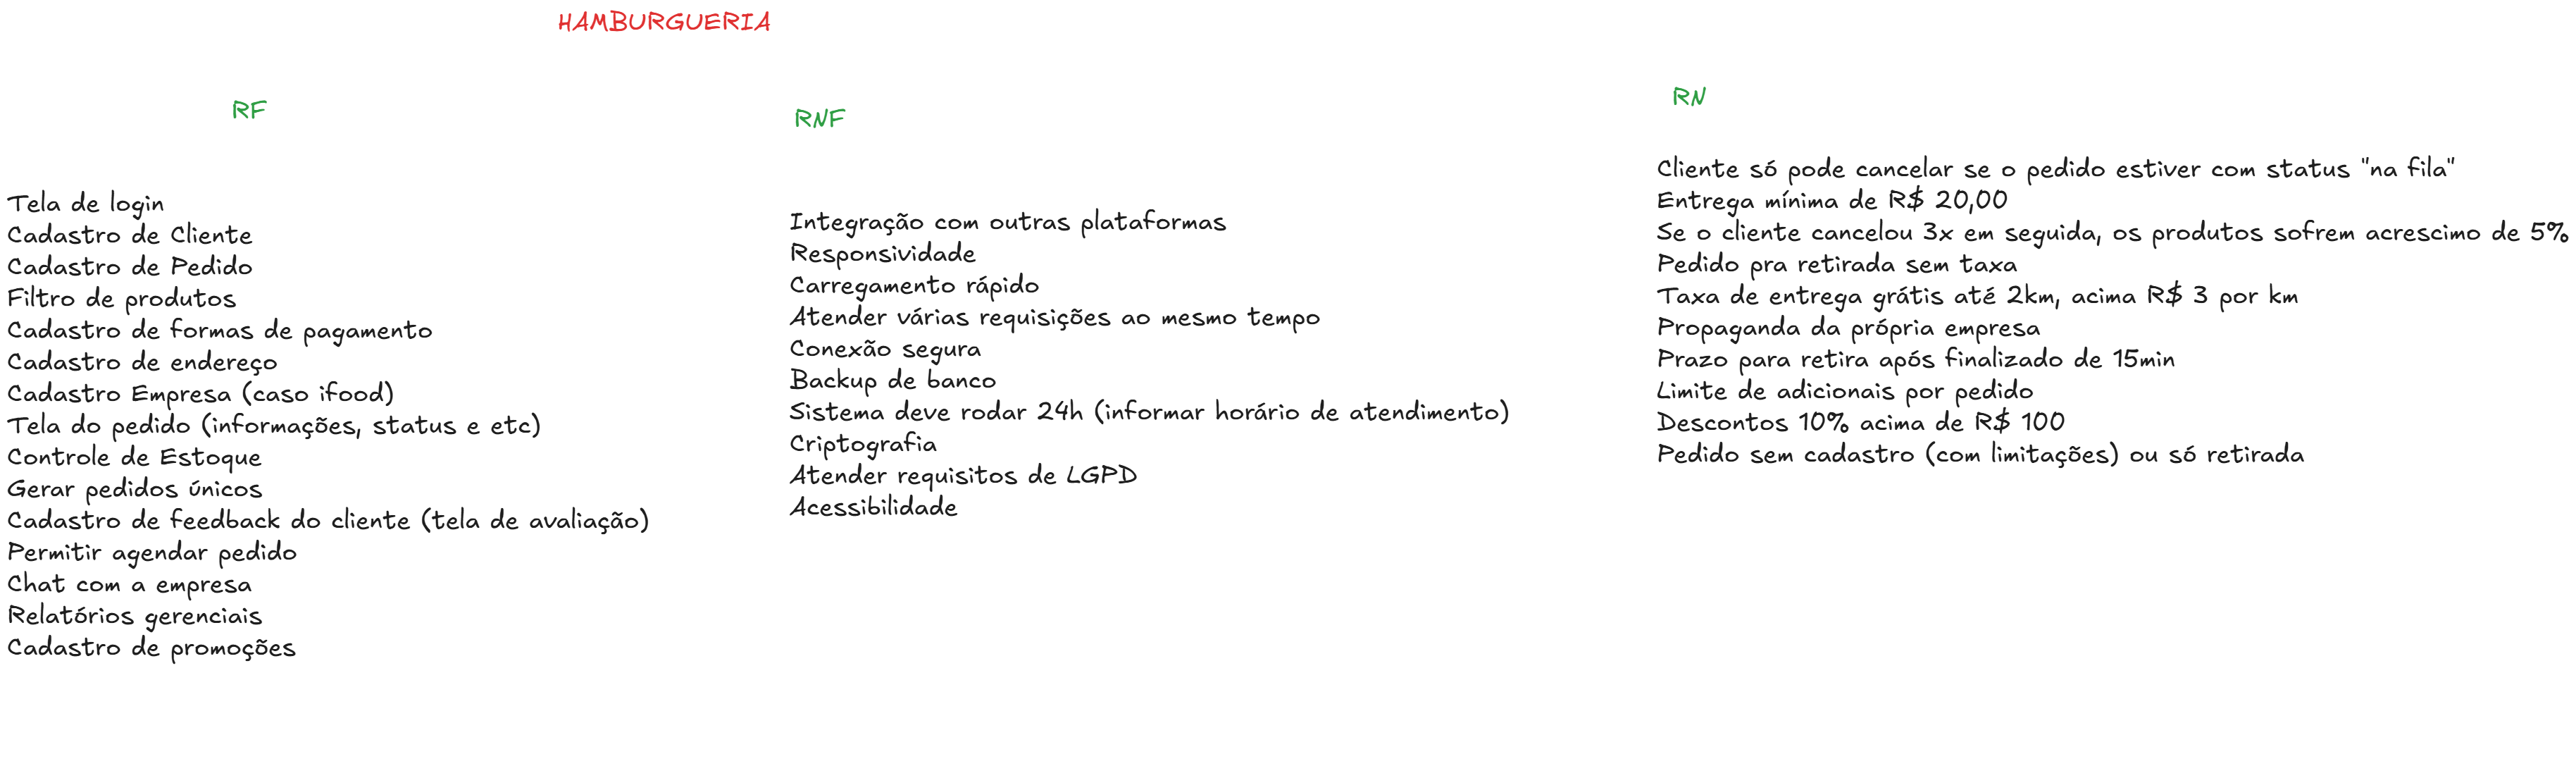 HAMBURGUERIA
RF
Tela de login
Cadastro de Cliente
Cadastro de Pedido
Filtro de produtos
Cadastro de formas de pagamento
Cadastro de endereço
Cadastro Empresa (caso ifood)
Tela do pedido (informações, status e etc)
Controle de Estoque
Gerar pedidos únicos
Cadastro de feedback do cliente (tela de avaliação)
Permitir agendar pedido
Chat com a empresa
Relatórios gerenciais
Cadastro de promoções
RNF
Integração com outras plataformas
Responsividade
Carregamento rápido
Atender várias requisições ao mesmo tempo
Conexão segura
Backup de banco
Sistema deve rodar 24h (informar horário de atendimento)
Criptografia
Atender requisitos de LGPD
Acessibilidade
RN
Cliente só pode cancelar se o pedido estiver com status "na fila"
Entrega mínima de R$ 20,00
Se o cliente cancelou 3x em seguida, os produtos sofrem acrescimo de 5%
Pedido pra retirada sem taxa
Taxa de entrega grátis até 2km, acima R$ 3 por km
Propaganda da própria empresa
Prazo para retira após finalizado de 15min
Limite de adicionais por pedido
Descontos 10% acima de R$ 100
Pedido sem cadastro (com limitações) ou só retirada